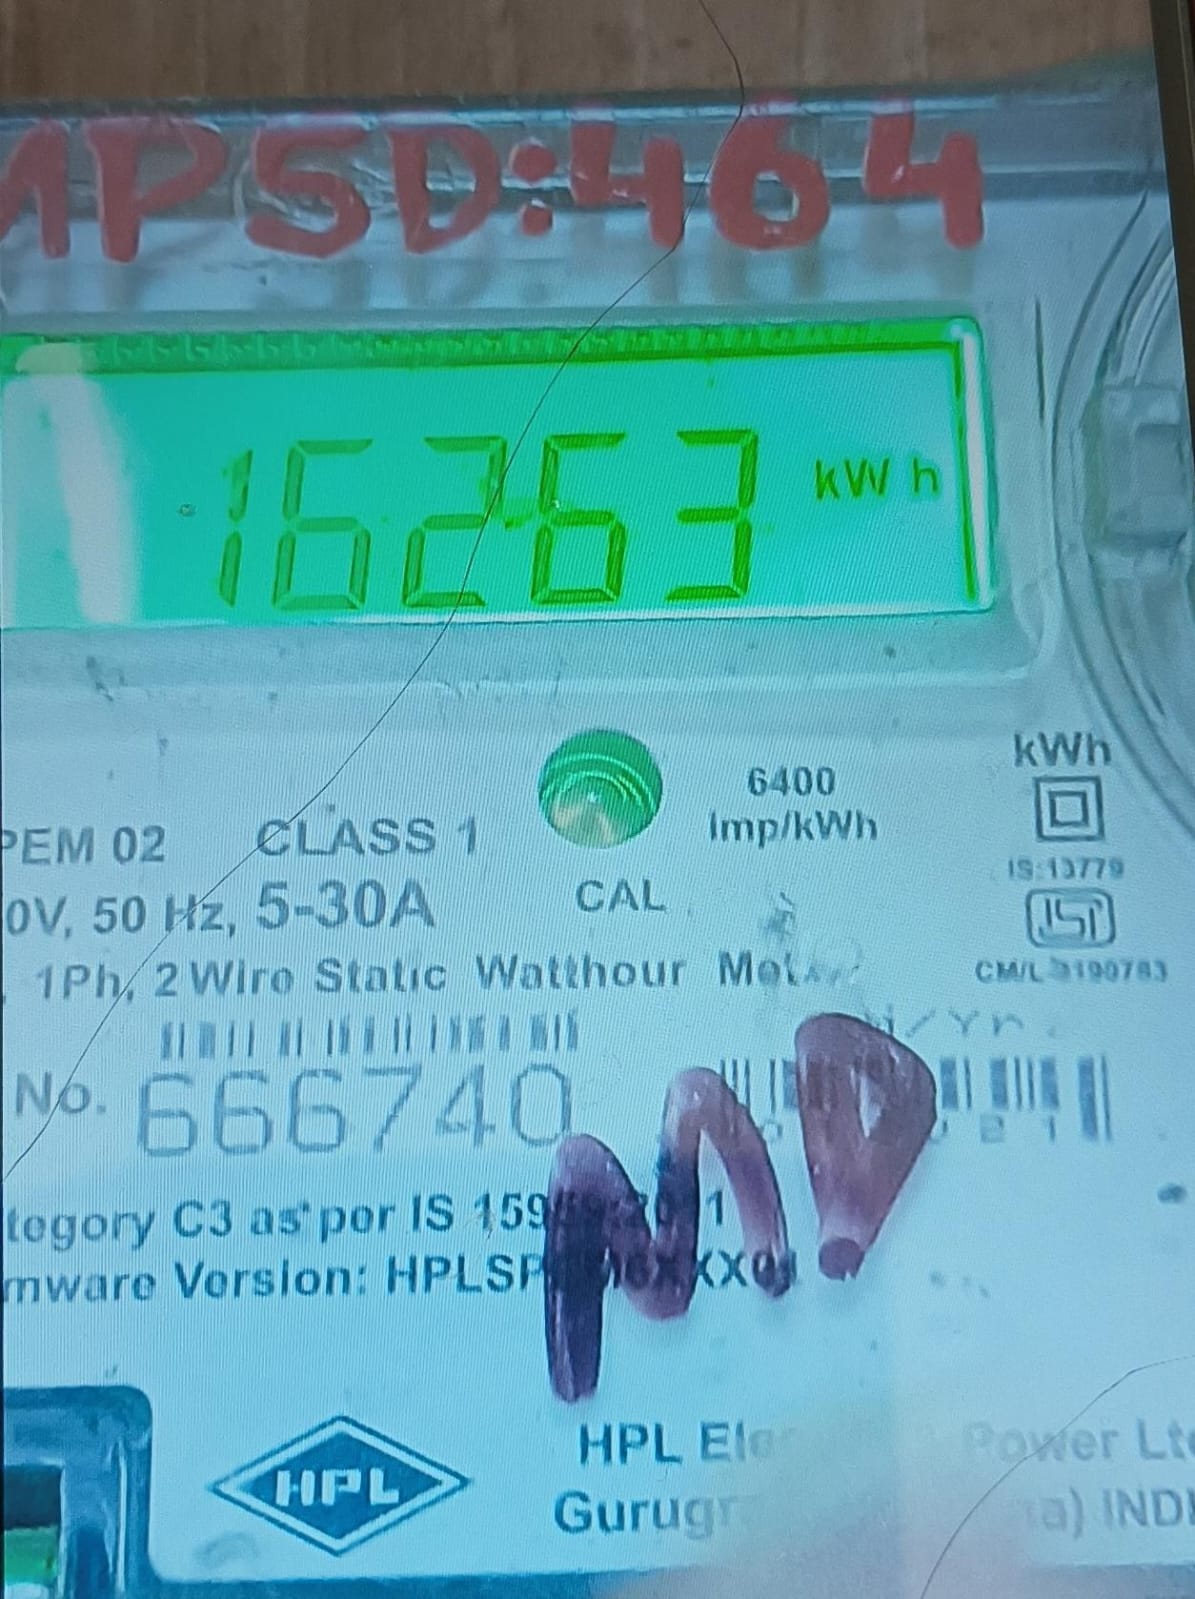 MPSD:464
16263 kWh
kWh
6400
Imp/kWh
PEM 02 CLASS 1
IS:13779
0V, 50 Hz, 5-30A
CAL
ISI
1Ph, 2 Wire Static Watthour
CM/L
No. 666740
tegory C3 as per IS
mware Version:
MD
HPL
HPL Power Ltd
INDI